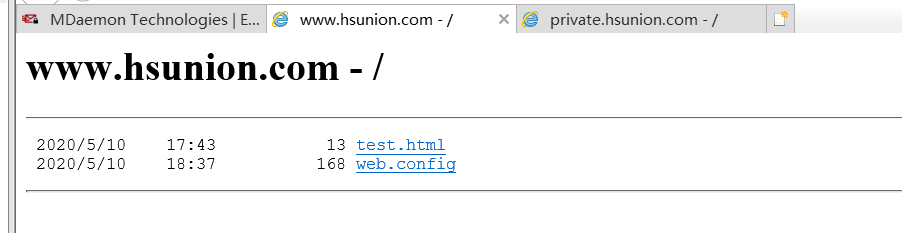 MDaemon Technologies | E... www.hsunion.com - / private.hsunion.com - /
www.hsunion.com - /
2020/5/10 17:43 13 test.html
2020/5/10 18:37 168 web.config